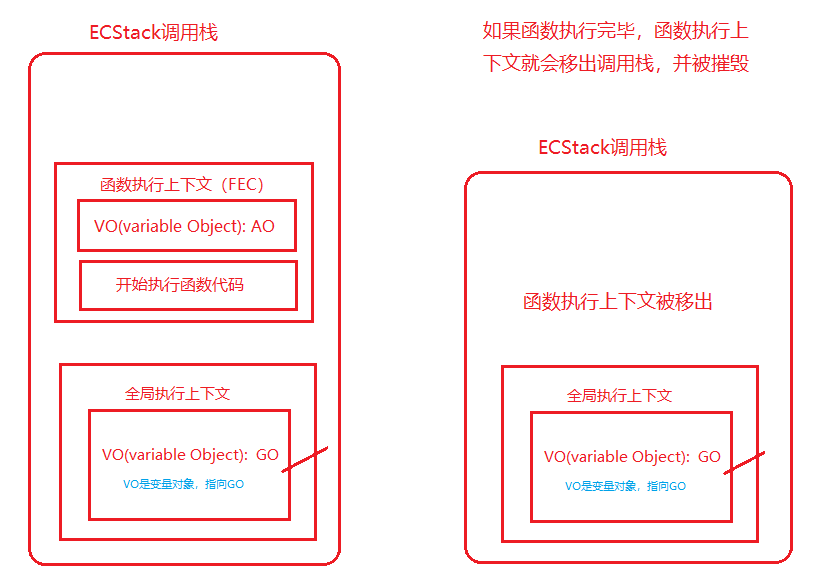 ECStack调用栈
函数执行上下文（FEC）
VO(variable Object): AO
开始执行函数代码
全局执行上下文
VO(variable Object):  GO
VO是变量对象，指向GO
如果函数执行完毕，函数执行上
下文就会移出调用栈，并被摧毁
ECStack调用栈
函数执行上下文被移出
全局执行上下文
VO(variable Object):  GO
VO是变量对象，指向GO